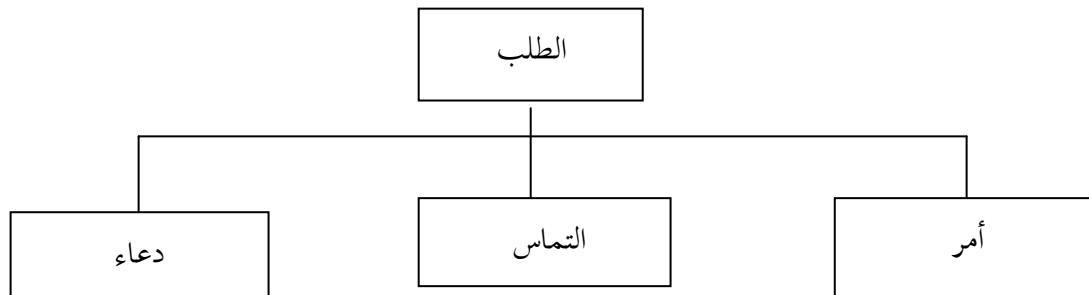 الطلب
أمر
التماس
دعاء